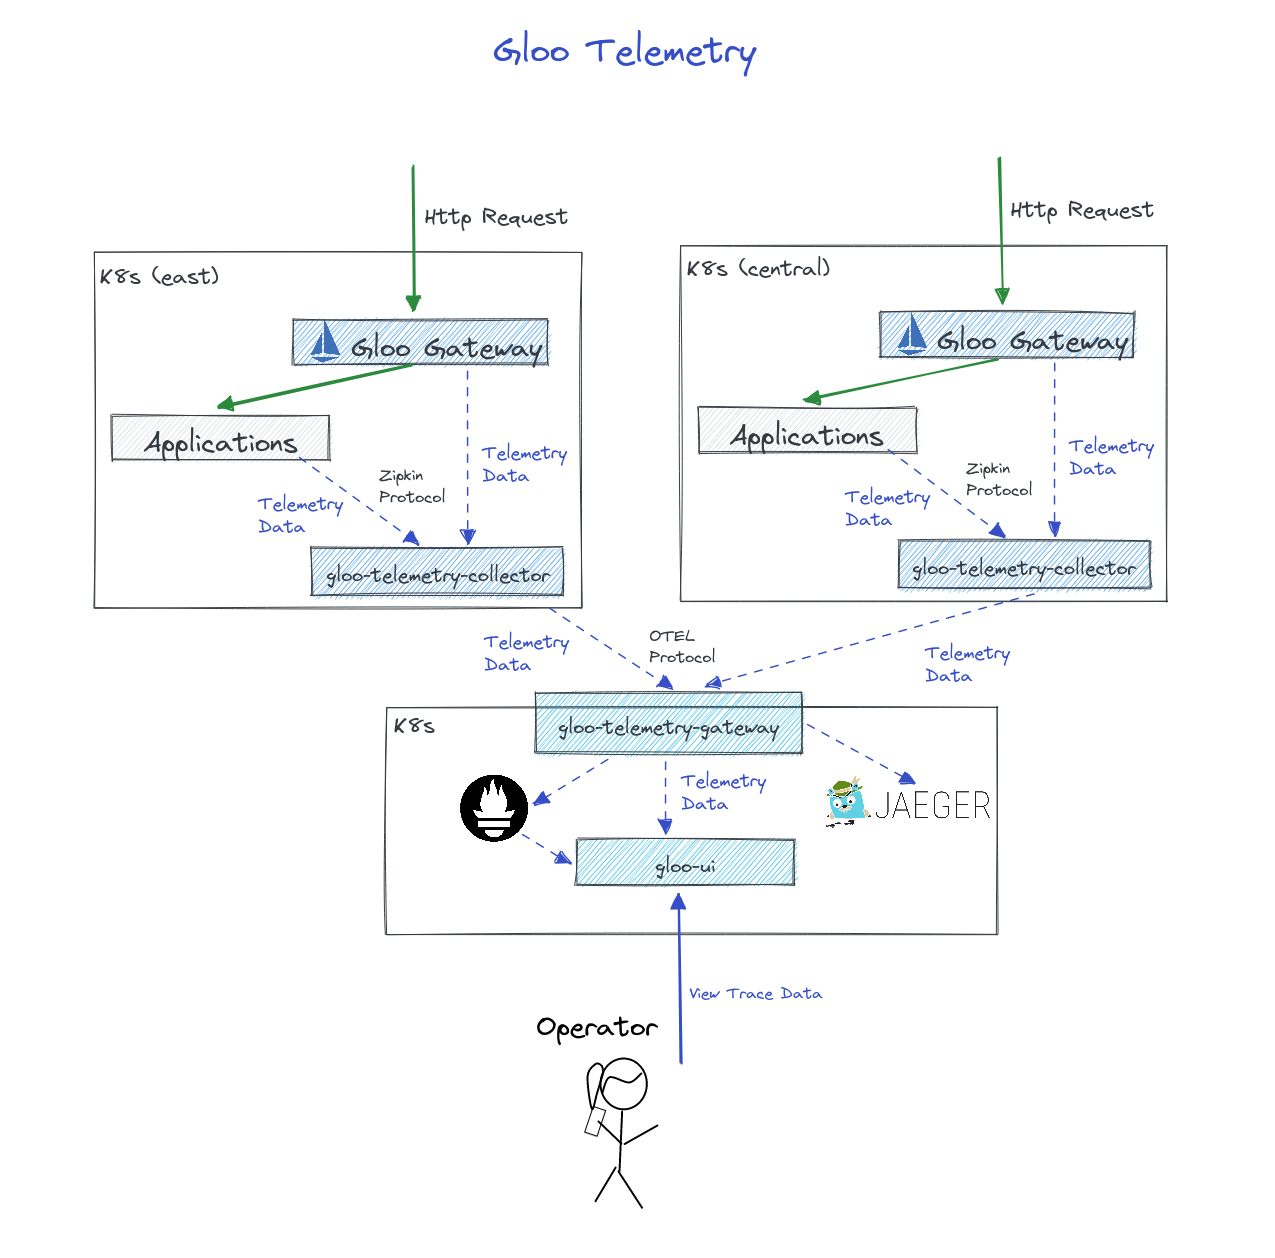 Gloo Telemetry
Http Request
Http Request
K8s (east)
Gloo Gateway
Applications
Telemetry
Data
Zipkin
Protocol
Telemetry
Data
gloo-telemetry-collector
K8s (central)
Gloo Gateway
Applications
Telemetry
Data
Zipkin
Protocol
Telemetry
Data
gloo-telemetry-collector
Telemetry
Data
OTEL
Protocol
Telemetry
Data
K8s
gloo-telemetry-gateway
Telemetry
Data
JAEGER
gloo-ui
View Trace Data
Operator